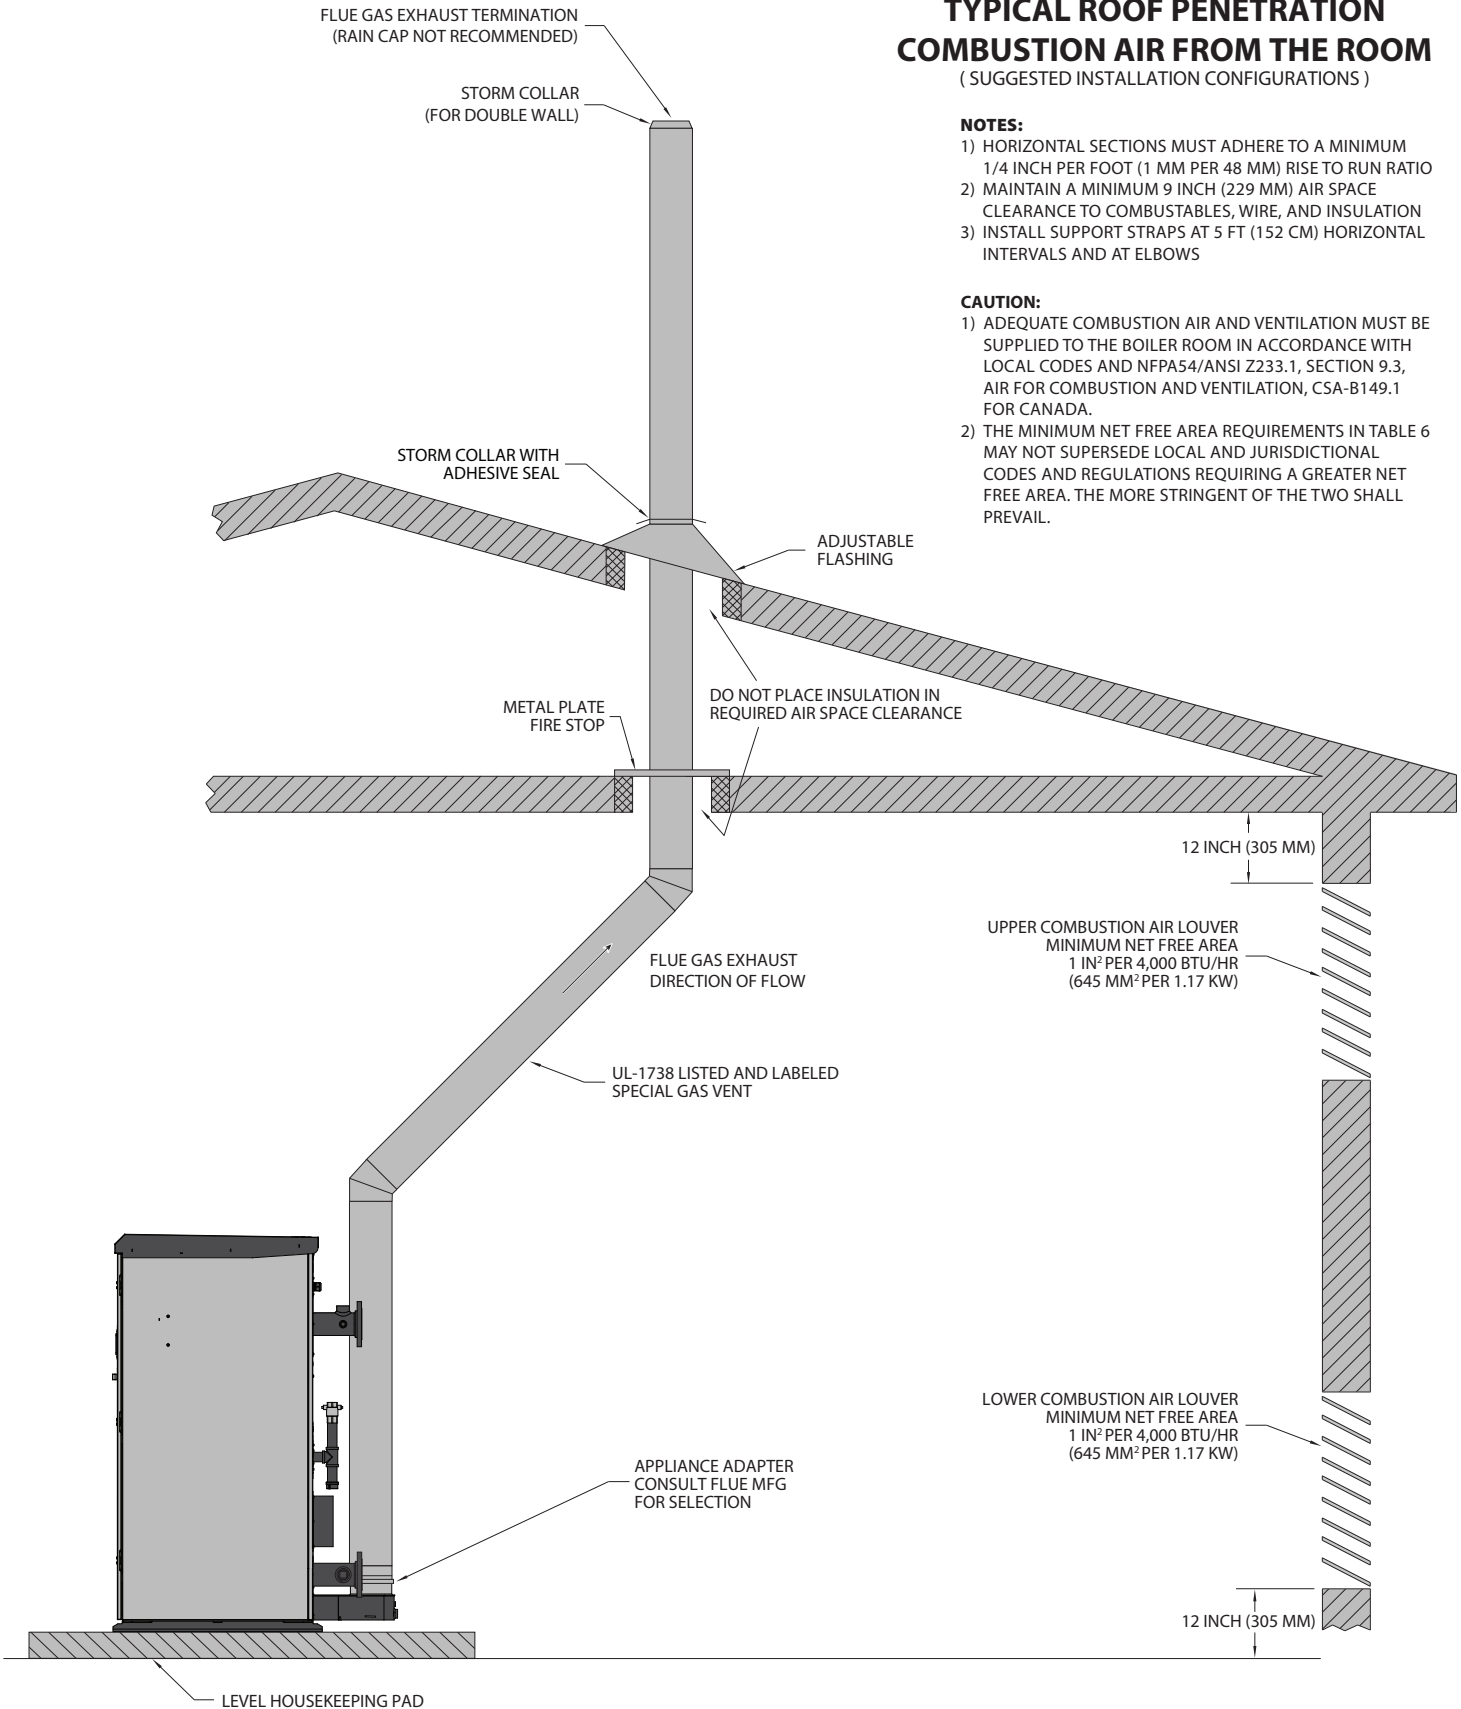 TYPICAL ROOF PENETRATION
COMBUSTION AIR FROM THE ROOM
( SUGGESTED INSTALLATION CONFIGURATIONS )
NOTES:
1) HORIZONTAL SECTIONS MUST ADHERE TO A MINIMUM
1/4 INCH PER FOOT (1 MM PER 48 MM) RISE TO RUN RATIO
2) MAINTAIN A MINIMUM 9 INCH (229 MM) AIR SPACE
CLEARANCE TO COMBUSTABLES, WIRE, AND INSULATION
3) INSTALL SUPPORT STRAPS AT 5 FT (152 CM) HORIZONTAL
INTERVALS AND AT ELBOWS
CAUTION:
1) ADEQUATE COMBUSTION AIR AND VENTILATION MUST BE
SUPPLIED TO THE BOILER ROOM IN ACCORDANCE WITH
LOCAL CODES AND NFPA54/ANSI Z233.1, SECTION 9.3,
AIR FOR COMBUSTION AND VENTILATION, CSA-B149.1
FOR CANADA.
2) THE MINIMUM NET FREE AREA REQUIREMENTS IN TABLE 6
MAY NOT SUPERSEDE LOCAL AND JURISDICTIONAL
CODES AND REGULATIONS REQUIRING A GREATER NET
FREE AREA. THE MORE STRINGENT OF THE TWO SHALL
PREVAIL.
FLUE GAS EXHAUST TERMINATION
(RAIN CAP NOT RECOMMENDED)
STORM COLLAR
(FOR DOUBLE WALL)
STORM COLLAR WITH
ADHESIVE SEAL
ADJUSTABLE
FLASHING
METAL PLATE
FIRE STOP
DO NOT PLACE INSULATION IN
REQUIRED AIR SPACE CLEARANCE
12 INCH (305 MM)
UPPER COMBUSTION AIR LOUVER
MINIMUM NET FREE AREA
1 IN² PER 4,000 BTU/HR
(645 MM² PER 1.17 KW)
FLUE GAS EXHAUST
DIRECTION OF FLOW
UL-1738 LISTED AND LABELED
SPECIAL GAS VENT
LOWER COMBUSTION AIR LOUVER
MINIMUM NET FREE AREA
1 IN² PER 4,000 BTU/HR
(645 MM² PER 1.17 KW)
APPLIANCE ADAPTER
CONSULT FLUE MFG
FOR SELECTION
12 INCH (305 MM)
LEVEL HOUSEKEEPING PAD